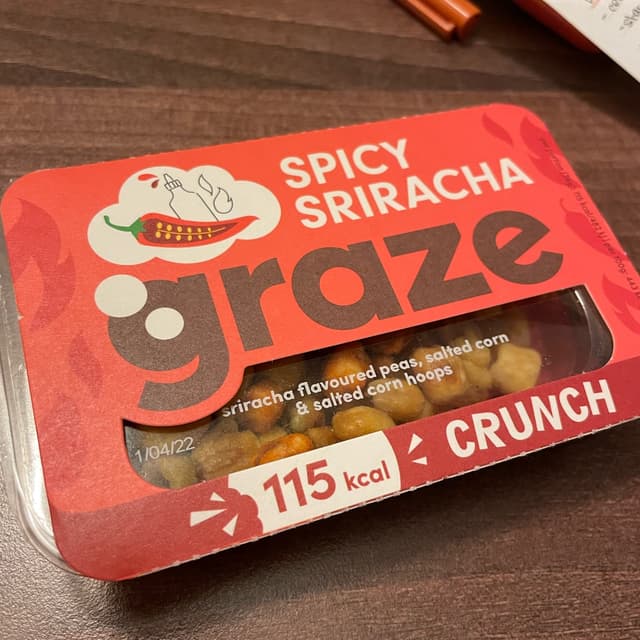 SPICY
SRIRACHA
graze
sriracha flavoured peas, salted corn
& salted corn hoops
1/04/22
115 kcal
CRUNCH